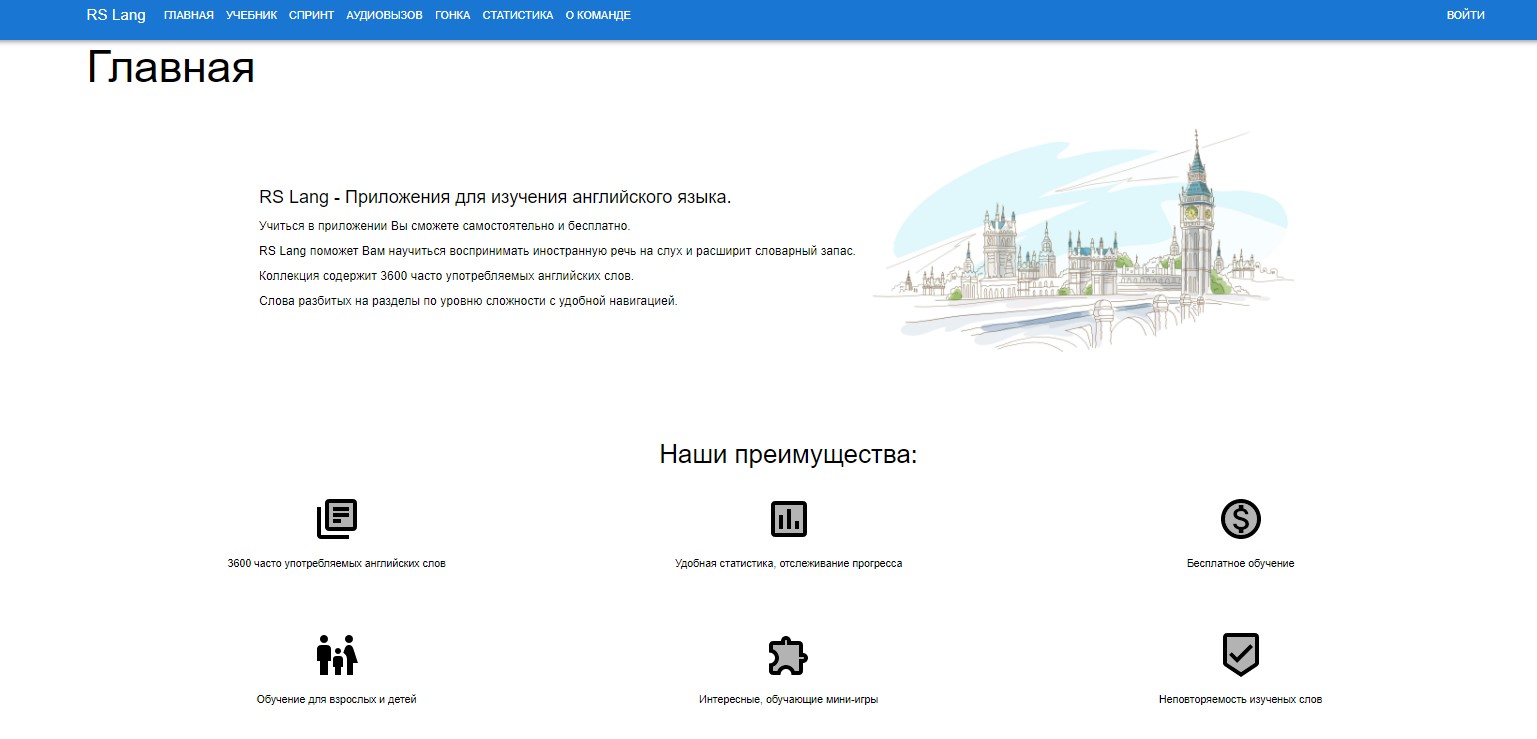 RS Lang ГЛАВНАЯ УЧЕБНИК СПРИНТ АУДИОВЫЗОВ ГОНКА СТАТИСТИКА О КОМАНДЕ ВОЙТИ
Главная
RS Lang - Приложения для изучения английского языка.
Учиться в приложении Вы сможете самостоятельно и бесплатно.
RS Lang поможет Вам научиться воспринимать иностранную речь на слух и расширит словарный запас.
Коллекция содержит 3600 часто употребляемых английских слов.
Слова разбитых на разделы по уровню сложности с удобной навигацией.
Наши преимущества:
3600 часто употребляемых английских слов
Удобная статистика, отслеживание прогресса
Бесплатное обучение
Обучение для взрослых и детей
Интересные, обучающие мини-игры
Неповторяемость изученых слов